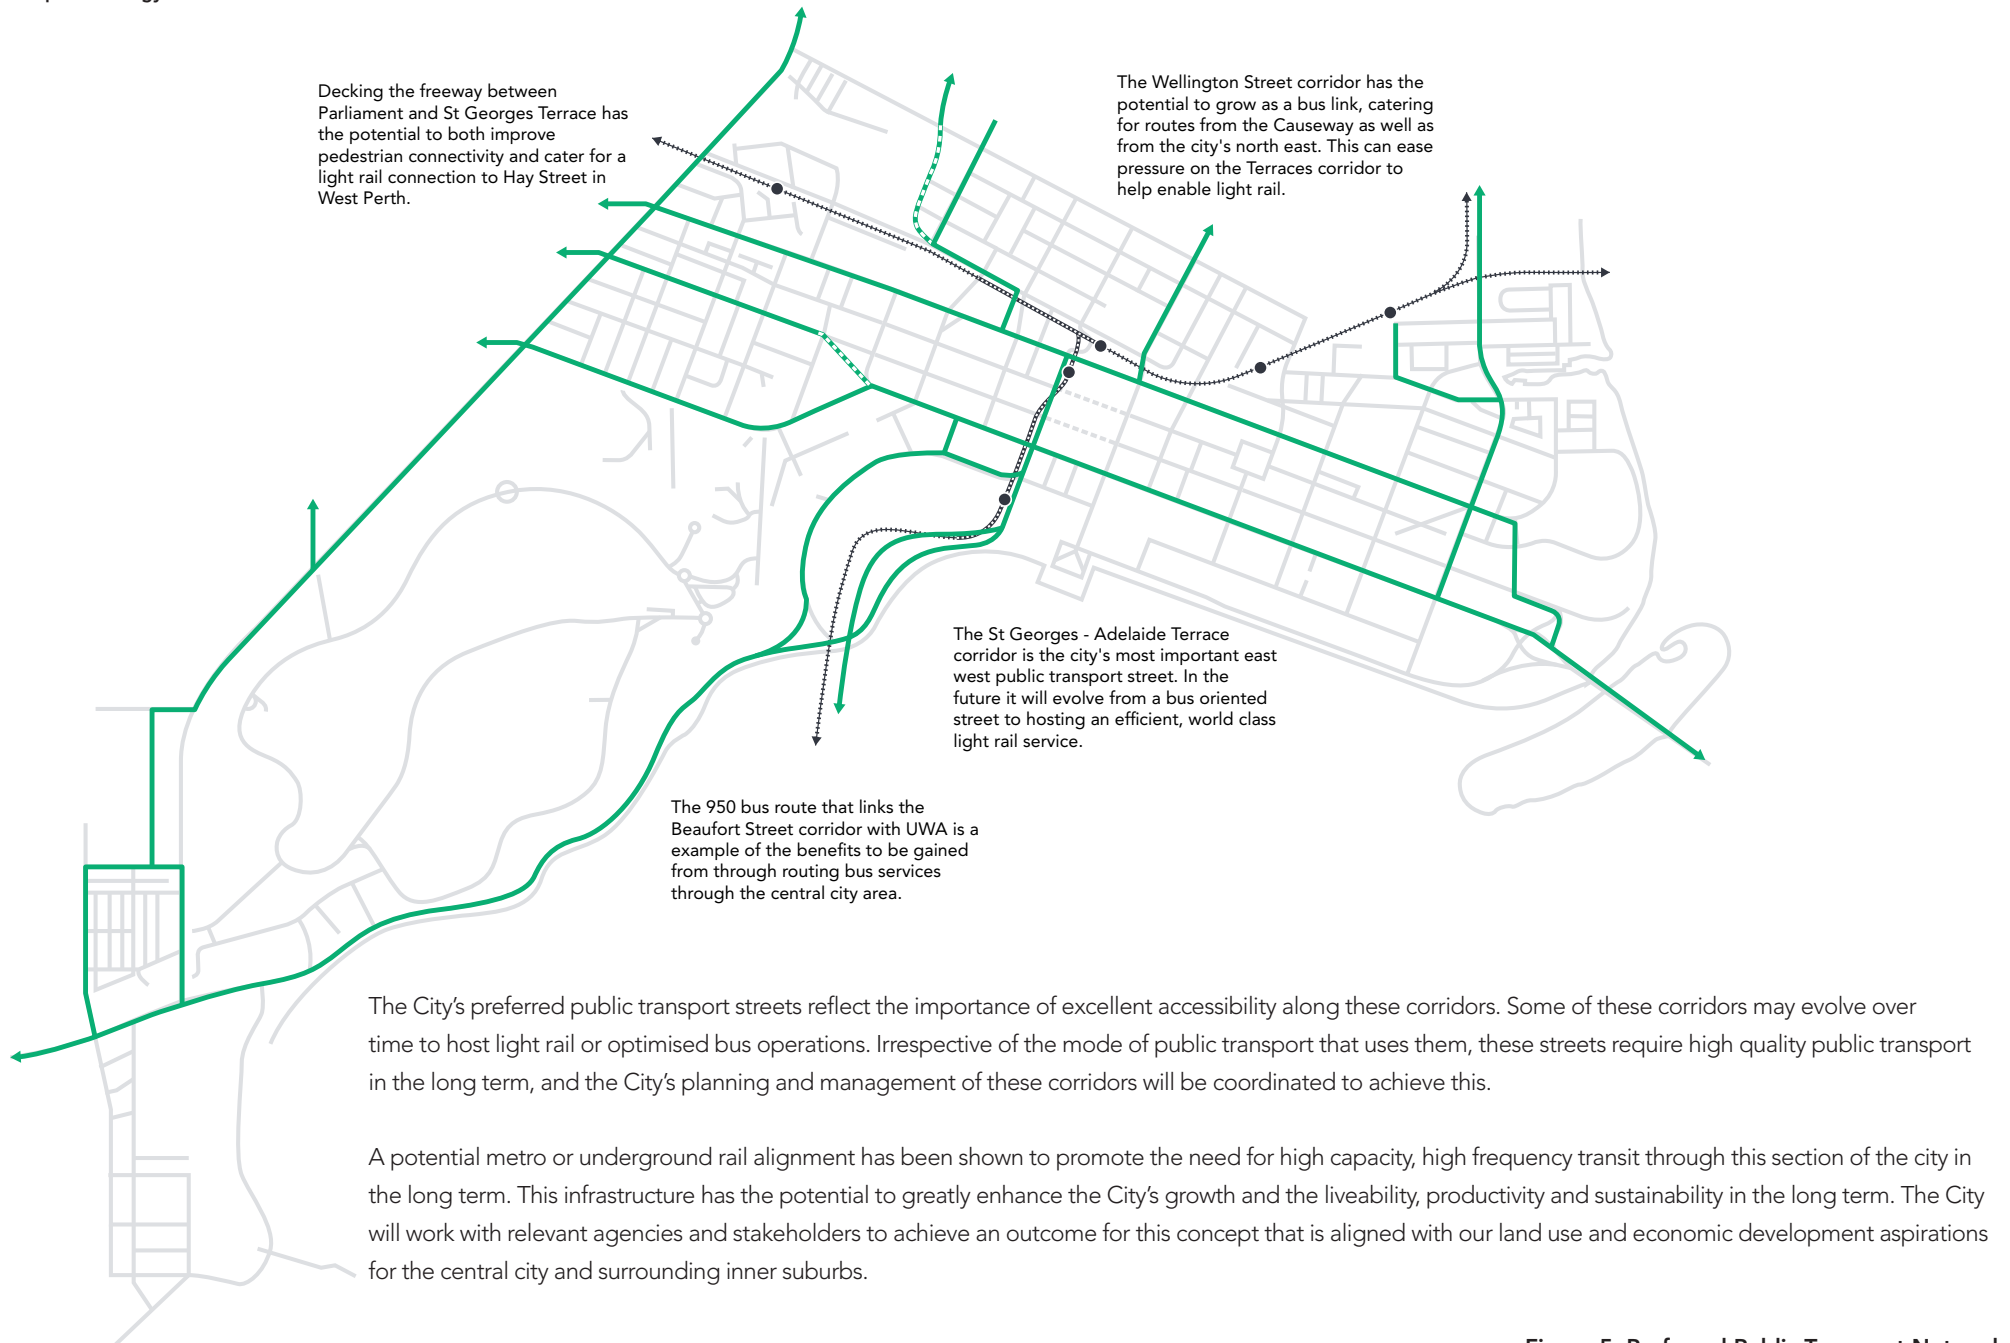 Decking the freeway between
Parliament and St Georges Terrace has
the potential to both improve
pedestrian connectivity and cater for a
light rail connection to Hay Street in
West Perth.
The Wellington Street corridor has the
potential to grow as a bus link, catering
for routes from the Causeway as well as
from the city's north east. This can ease
pressure on the Terraces corridor to
help enable light rail.
The St Georges - Adelaide Terrace
corridor is the city's most important east
west public transport street. In the
future it will evolve from a bus oriented
street to hosting an efficient, world class
light rail service.
The 950 bus route that links the
Beaufort Street corridor with UWA is a
example of the benefits to be gained
from through routing bus services
through the central city area.
The City’s preferred public transport streets reflect the importance of excellent accessibility along these corridors. Some of these corridors may evolve over
time to host light rail or optimised bus operations. Irrespective of the mode of public transport that uses them, these streets require high quality public transport
in the long term, and the City’s planning and management of these corridors will be coordinated to achieve this.
A potential metro or underground rail alignment has been shown to promote the need for high capacity, high frequency transit through this section of the city in
the long term. This infrastructure has the potential to greatly enhance the City’s growth and the liveability, productivity and sustainability in the long term. The City
will work with relevant agencies and stakeholders to achieve an outcome for this concept that is aligned with our land use and economic development aspirations
for the central city and surrounding inner suburbs.